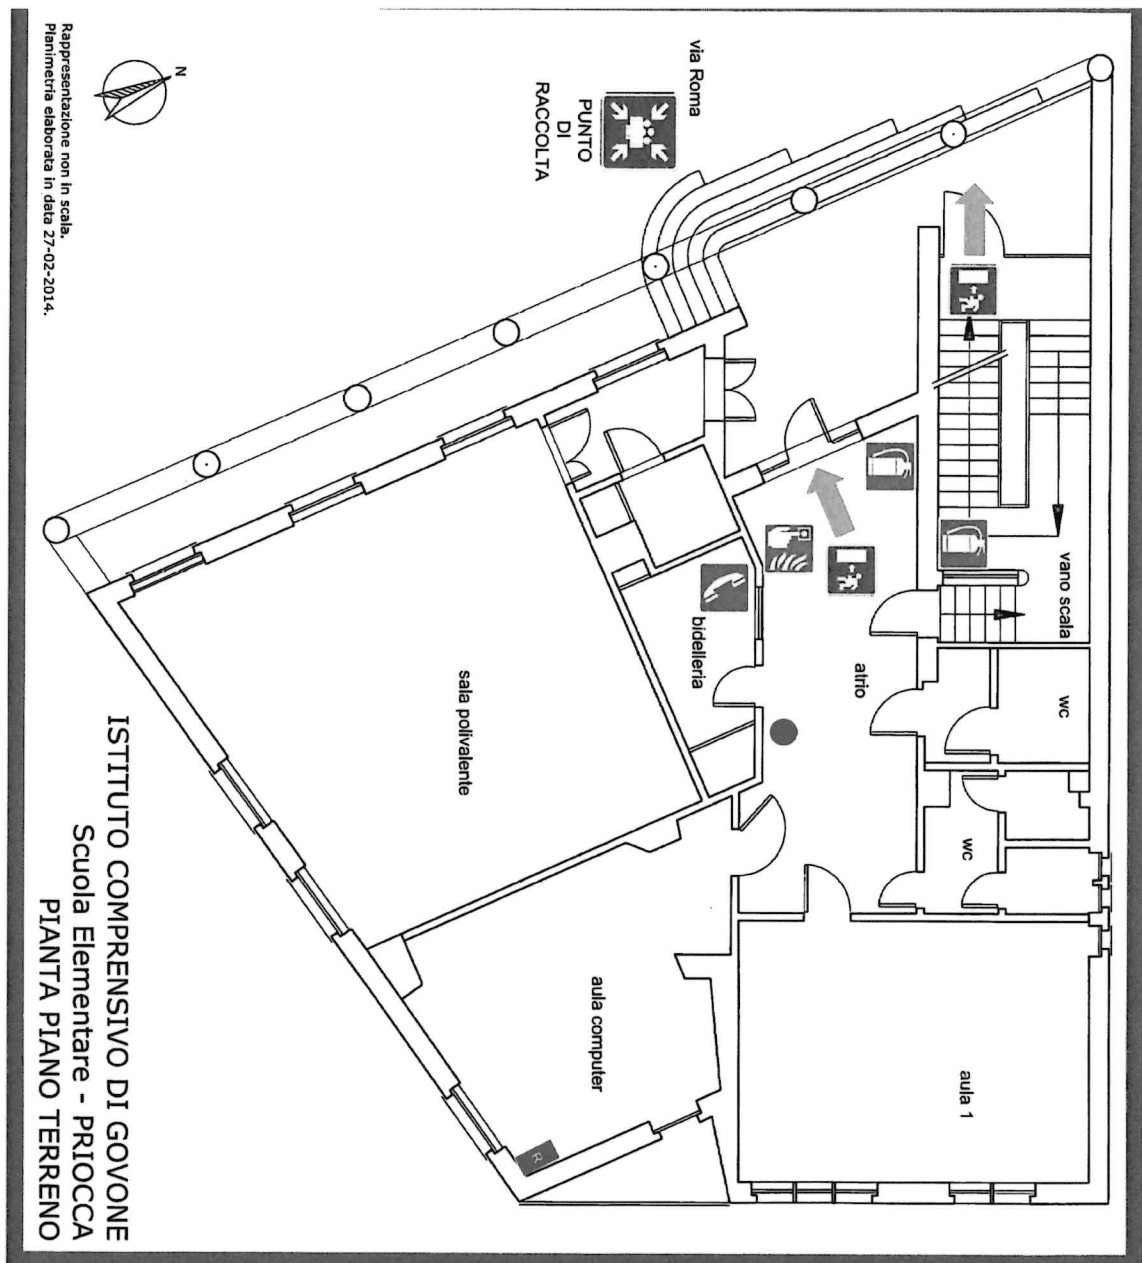 ISTITUTO COMPRENSIVO DI GOVONE
Scuola Elementare - PRIOCCA
PIANTA PIANO TERRENO
Rappresentazione non in scala.
Planimetria elaborata in data 27-02-2014.
N
via Roma
PUNTO
DI
RACCOLTA
vano scala
wc
atrio
bidelleria
wc
sala polivalente
aula computer
aula 1
R